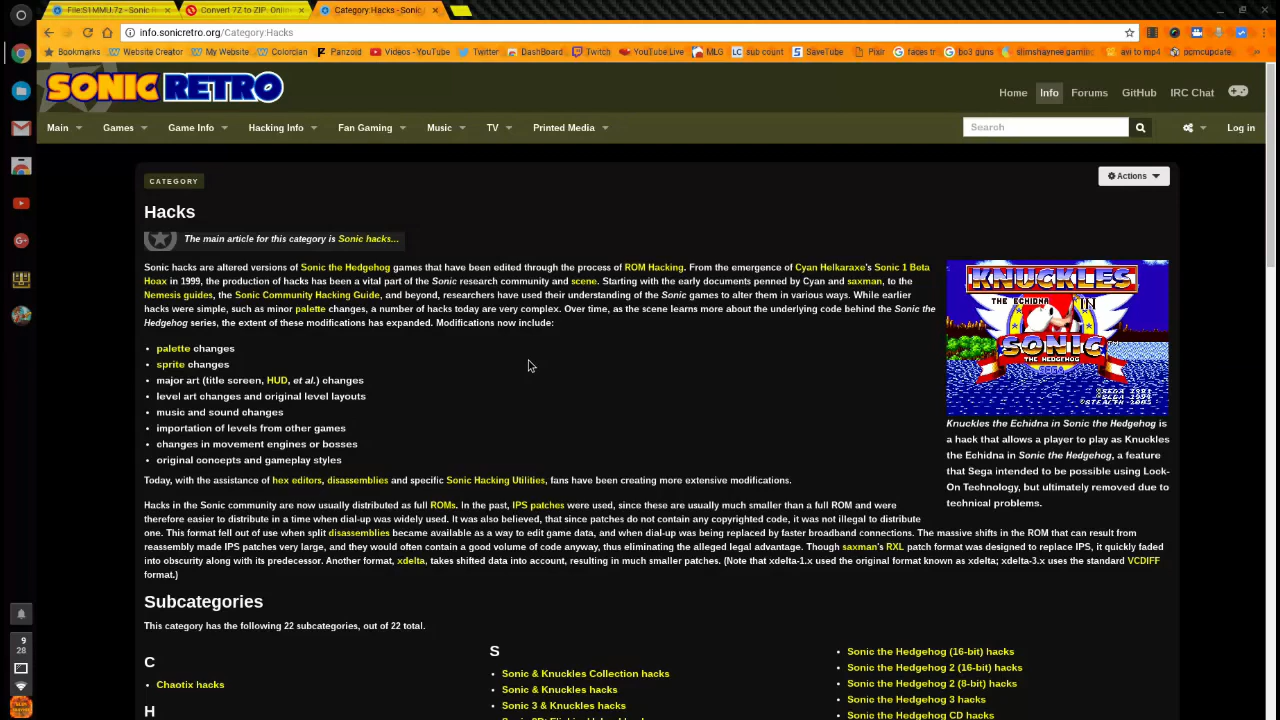 File:S1MMU.7z - Sonic R
Convert 7Z to ZIP. Online
Category:Hacks - Sonic
info.sonicretro.org/Category:Hacks
Bookmarks Website Creator My Website Colordian Panzoid Videos - YouTube Twitter DashBoard Twitch YouTube Live MLG sub count SaveTube Pixlr faces tr bo3 guns slimshaynee gaming avi to mp4 pcmcupdate
SONIC RETRO
Home Info Forums GitHub IRC Chat
Main Games Game Info Hacking Info Fan Gaming Music TV Printed Media Search Log in
CATEGORY
Actions
Hacks
The main article for this category is Sonic hacks...
Sonic hacks are altered versions of Sonic the Hedgehog games that have been edited through the process of ROM Hacking. From the emergence of Cyan Helkaraxe's Sonic 1 Beta
Hoax in 1999, the production of hacks has been a vital part of the Sonic research community and scene. Starting with the early documents penned by Cyan and saxman, to the
Nemesis guides, the Sonic Community Hacking Guide, and beyond, researchers have used their understanding of the Sonic games to alter them in various ways. While earlier
hacks were simple, such as minor palette changes, a number of hacks today are very complex. Over time, as the scene learns more about the underlying code behind the Sonic the
Hedgehog series, the extent of these modifications has expanded. Modifications now include:
• palette changes
• sprite changes
• major art (title screen, HUD, et al.) changes
• level art changes and original level layouts
• music and sound changes
• importation of levels from other games
• changes in movement engines or bosses
• original concepts and gameplay styles
KNUCKLES
THE ECHIDNA IN
SONIC
THE HEDGEHOG
SEGA
©SEGA 1991
©SEGA 1994
©STEALTH 2005
Knuckles the Echidna in Sonic the Hedgehog is
a hack that allows a player to play as Knuckles
the Echidna in Sonic the Hedgehog, a feature
that Sega intended to be possible using Lock-
On Technology, but ultimately removed due to
technical problems.
Today, with the assistance of hex editors, disassemblies and specific Sonic Hacking Utilities, fans have been creating more extensive modifications.
Hacks in the Sonic community are now usually distributed as full ROMs. In the past, IPS patches were used, since these are usually much smaller than a full ROM and were
therefore easier to distribute in a time when dial-up was widely used. It was also believed, that since patches do not contain any copyrighted code, it was not illegal to distribute
one. This format fell out of use when split disassemblies became available as a way to edit game data, and when dial-up was being replaced by faster broadband connections. The massive shifts in the ROM that can result from
reassembly made IPS patches very large, and they would often contain a good volume of code anyway, thus eliminating the alleged legal advantage. Though saxman's RXL patch format was designed to replace IPS, it quickly faded
into obscurity along with its predecessor. Another format, xdelta, takes shifted data into account, resulting in much smaller patches. (Note that xdelta-1.x used the original format known as xdelta; xdelta-3.x uses the standard VCDIFF
format.)
Subcategories
This category has the following 22 subcategories, out of 22 total.
C
• Chaotix hacks
H
S
Sonic & Knuckles Collection hacks
Sonic & Knuckles hacks
Sonic 3 & Knuckles hacks
• Sonic the Hedgehog (16-bit) hacks
• Sonic the Hedgehog 2 (16-bit) hacks
• Sonic the Hedgehog 2 (8-bit) hacks
• Sonic the Hedgehog 3 hacks
• Sonic the Hedgehog CD hacks
9
28